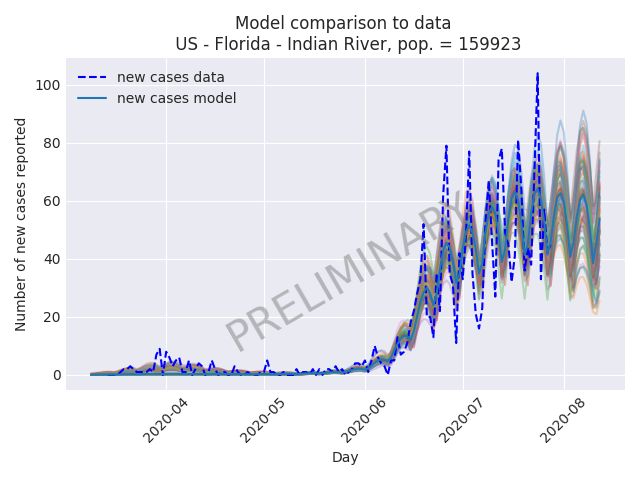 Model comparison to data
US - Florida - Indian River, pop. = 159923
new cases data
new cases model
Number of new cases reported
100
80
60
40
20
0
PRELIMINARY
2020-04
2020-05
2020-06
2020-07
2020-08
Day